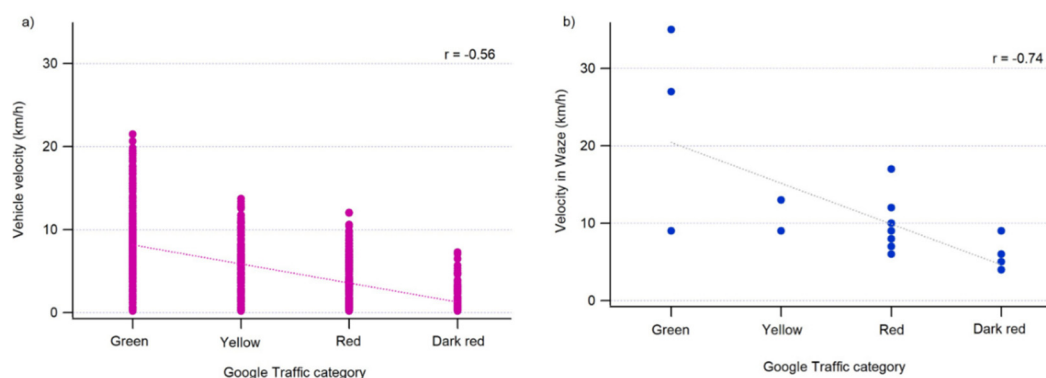 a)
r = -0.56
Vehicle velocity (km/h)
30
20
10
0
Green Yellow Red Dark red
Google Traffic category
b)
r = -0.74
Velocity in Waze (km/h)
30
20
10
0
Green Yellow Red Dark red
Google Traffic category